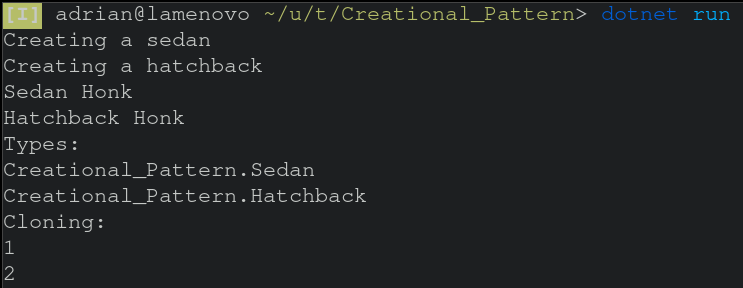 [I] adrian@lamenovo ~/u/t/Creational_Pattern> dotnet run
Creating a sedan
Creating a hatchback
Sedan Honk
Hatchback Honk
Types:
Creational_Pattern.Sedan
Creational_Pattern.Hatchback
Cloning:
1
2